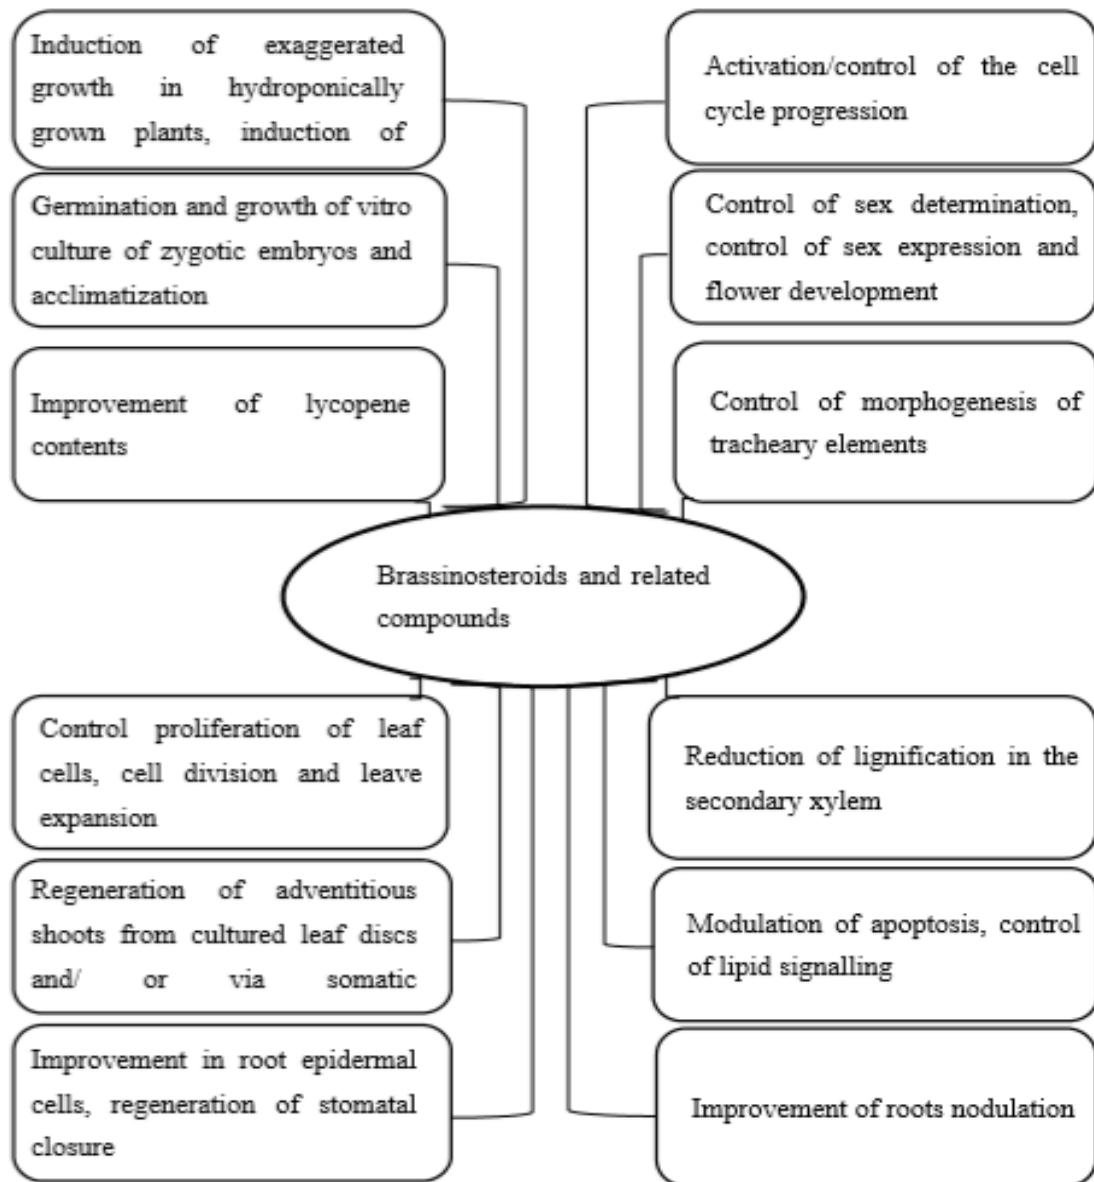 Induction of exaggerated
growth in hydroponically
grown plants, induction of
Germination and growth of vitro
culture of zygotic embryos and
acclimatization
Improvement of lycopene
contents
Activation/control of the cell
cycle progression
Control of sex determination,
control of sex expression and
flower development
Control of morphogenesis of
tracheary elements
Brassinosteroids and related
compounds
Control proliferation of leaf
cells, cell division and leave
expansion
Regeneration of adventitious
shoots from cultured leaf discs
and/ or via somatic
Improvement in root epidermal
cells, regeneration of stomatal
closure
Reduction of lignification in the
secondary xylem
Modulation of apoptosis, control
of lipid signalling
Improvement of roots nodulation